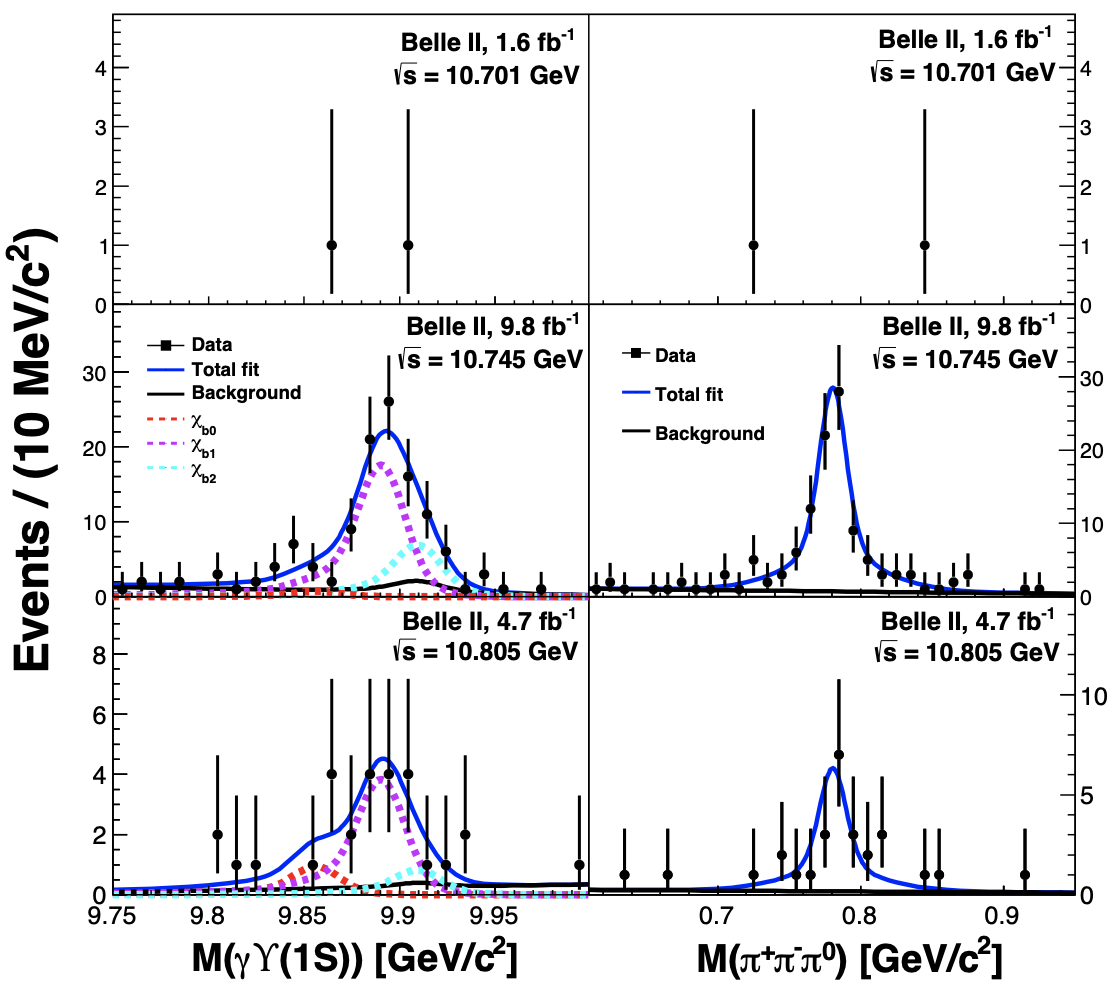 Events / (10 MeV/c²)
Belle II, 1.6 fb⁻¹
√s = 10.701 GeV
4
3
2
1
0
Belle II, 1.6 fb⁻¹
√s = 10.701 GeV
4
3
2
1
0
Belle II, 9.8 fb⁻¹
√s = 10.745 GeV
Data
Total fit
Background
χb0
χb1
χb2
30
20
10
0
Belle II, 9.8 fb⁻¹
√s = 10.745 GeV
Data
Total fit
Background
30
20
10
0
Belle II, 4.7 fb⁻¹
√s = 10.805 GeV
8
6
4
2
0
Belle II, 4.7 fb⁻¹
√s = 10.805 GeV
10
5
0
9.75 9.8 9.85 9.9 9.95
0.7 0.8 0.9
M(γϒ(1S)) [GeV/c²]
M(π⁺π⁻π⁰) [GeV/c²]